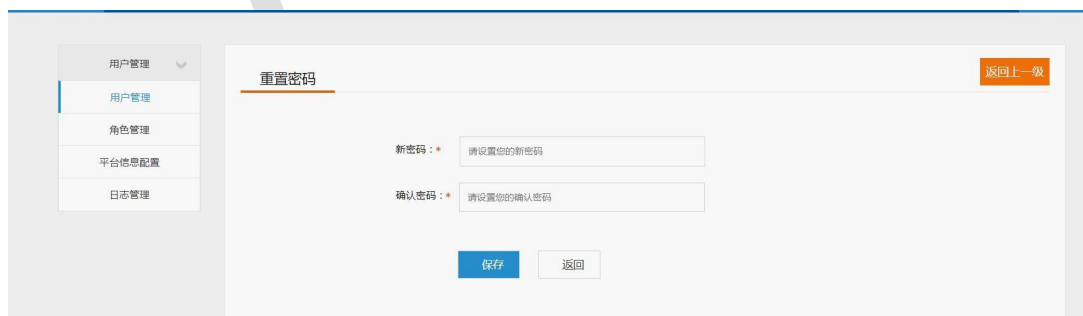 用户管理
用户管理
角色管理
平台信息配置
日志管理
重置密码
返回上一级
新密码：* 请设置您的新密码
确认密码：* 请设置您的确认密码
保存 返回